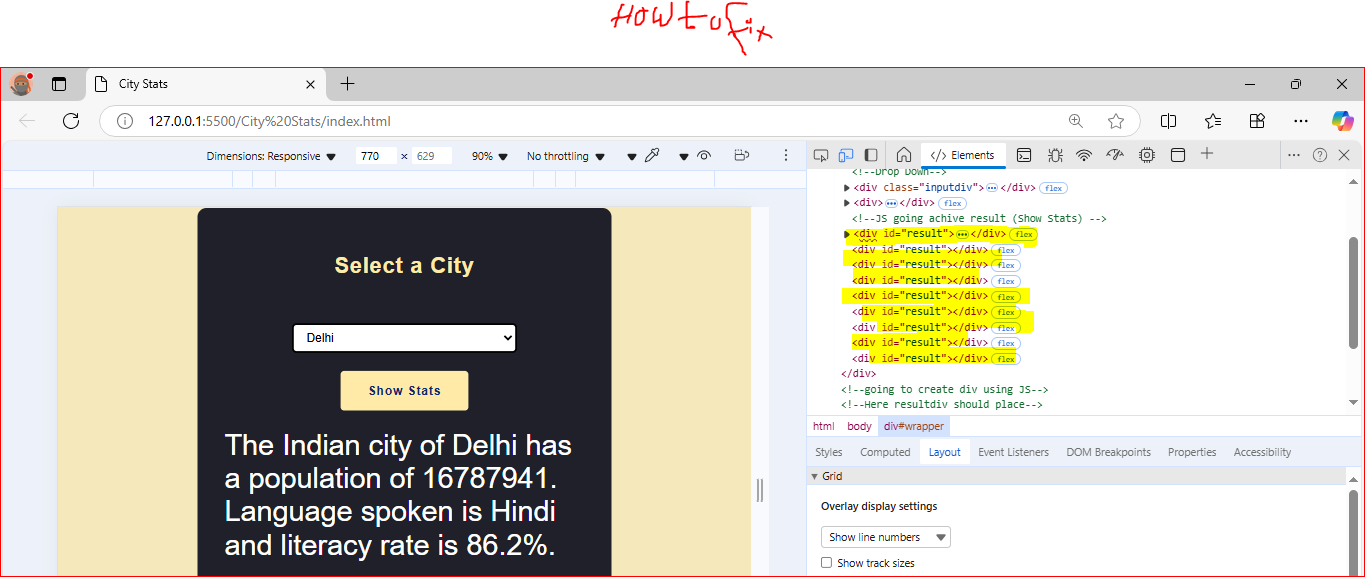 HOW to fix
City Stats
127.0.0.1:5500/City%20Stats/index.html
Dimensions: Responsive 770 × 629 90% No throttling
Elements
<!--Drop Down-->
<div class="inputdiv"> ••• </div> flex
<div> ••• </div> flex
<!--JS going achive result (Show Stats) -->
<div id="result"> ••• </div> flex
<div id="result"></div> flex
<div id="result"></div> flex
<div id="result"></div> flex
<div id="result"></div> flex
<div id="result"></div> flex
<div id="result"></div> flex
<div id="result"></div> flex
<div id="result"></div> flex
</div>
<!--going to create div using JS-->
<!--Here resultdiv should place-->
html body div#wrapper
Styles Computed Layout Event Listeners DOM Breakpoints Properties Accessibility
Grid
Overlay display settings
Show line numbers
Show track sizes
Select a City
Delhi
Show Stats
The Indian city of Delhi has
a population of 16787941.
Language spoken is Hindi
and literacy rate is 86.2%.